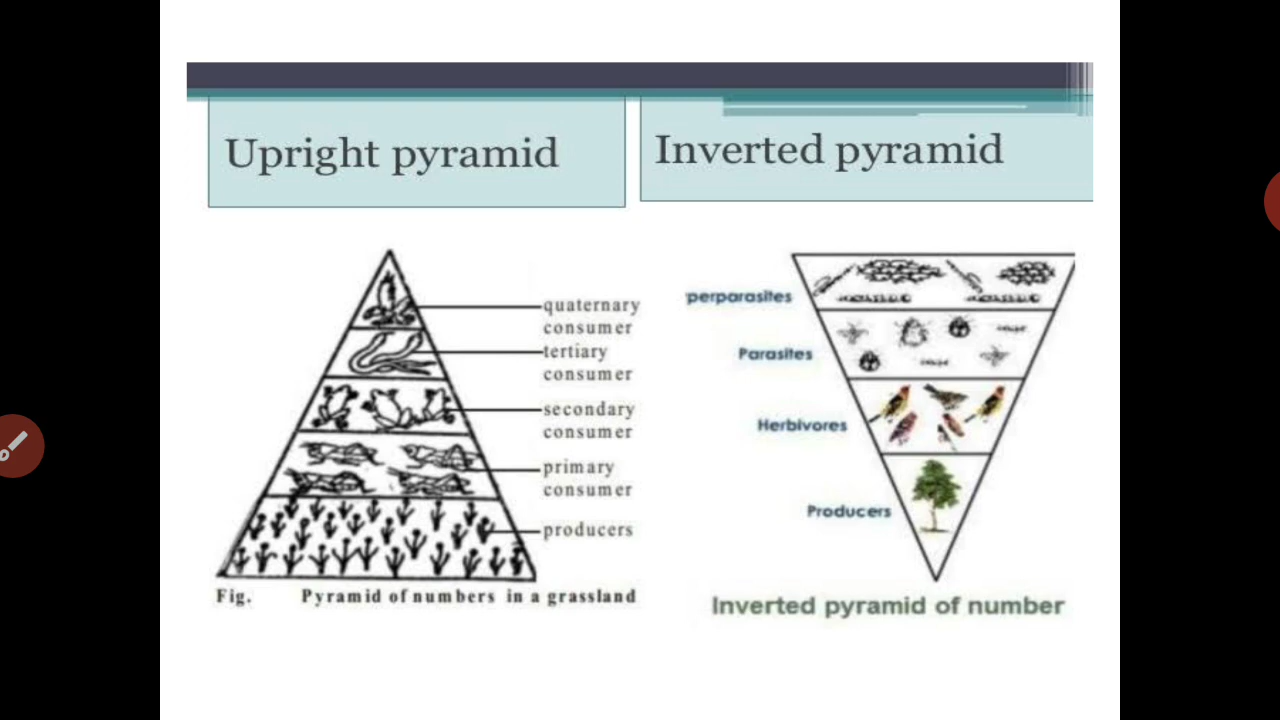 Upright pyramid
Inverted pyramid
quaternary
consumer
tertiary
consumer
secondary
consumer
primary
consumer
producers
Fig. Pyramid of numbers in a grassland
perparasites
Parasites
Herbivores
Producers
Inverted pyramid of number